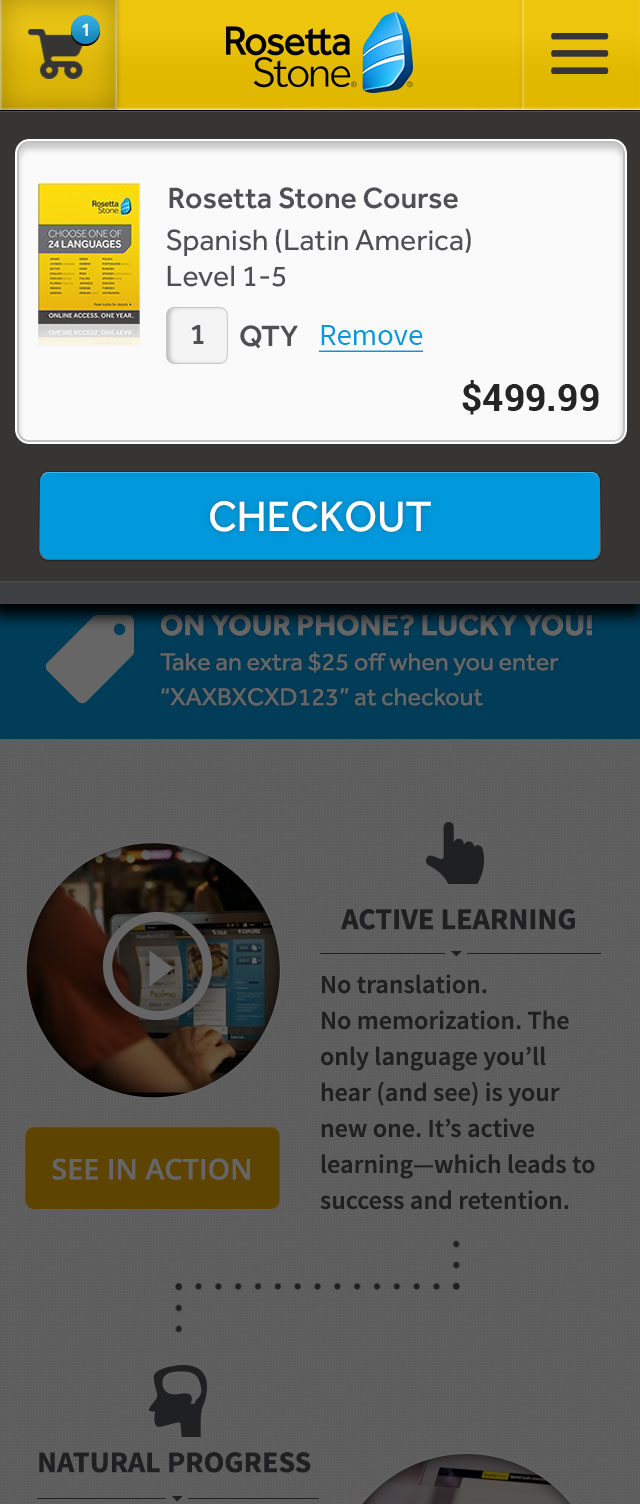 1
Rosetta
Stone®
Rosetta Stone Course
Rosetta
Stone
CHOOSE ONE OF
24 LANGUAGES
ONLINE ACCESS. ONE YEAR.
Spanish (Latin America)
Level 1-5
1 QTY Remove
$499.99
CHECKOUT
ON YOUR PHONE? LUCKY YOU!
Take an extra $25 off when you enter
“XAXBXCXD123” at checkout
ACTIVE LEARNING
No translation.
No memorization. The
only language you’ll
hear (and see) is your
new one. It’s active
learning—which leads to
success and retention.
SEE IN ACTION
NATURAL PROGRESS